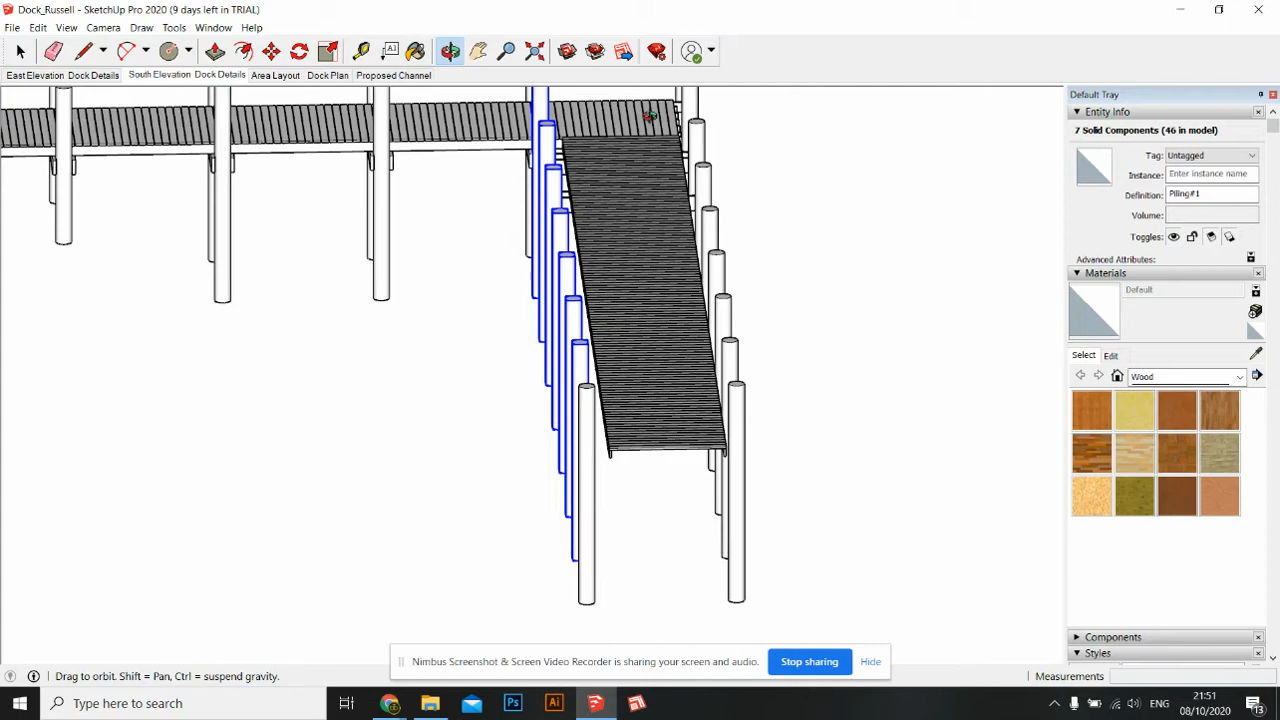 Dock_Russell - SketchUp Pro 2020 (9 days left in TRIAL)
File Edit View Camera Draw Tools Window Help
East Elevation Dock Details South Elevation Dock Details Area Layout Dock Plan Proposed Channel
Default Tray
Entity Info
7 Solid Components (46 in model)
Tag: Untagged
Instance: Enter instance name
Definition: Piling#1
Volume:
Toggles:
Advanced Attributes:
Materials
Default
Select Edit
Wood
Components
Styles
Nimbus Screenshot & Screen Video Recorder is sharing your screen and audio. Stop sharing Hide
Drag to orbit. Shift = Pan, Ctrl = suspend gravity. Measurements
Type here to search
Ps
Ai
ENG
21:51
08/10/2020
13